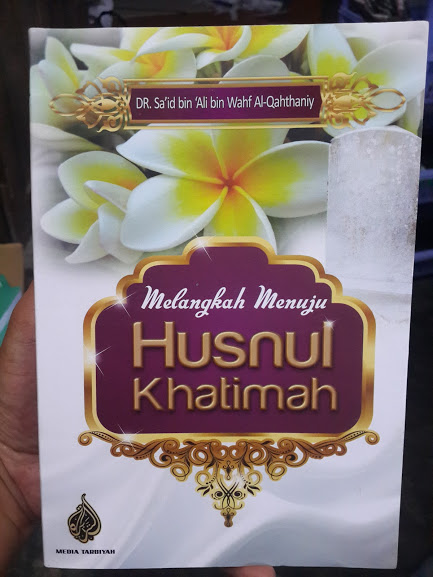 DR. Sa'id bin 'Ali bin Wahf Al-Qahthaniy
Melangkah Menuju
Husnul
Khatimah
MEDIA TARBIYAH